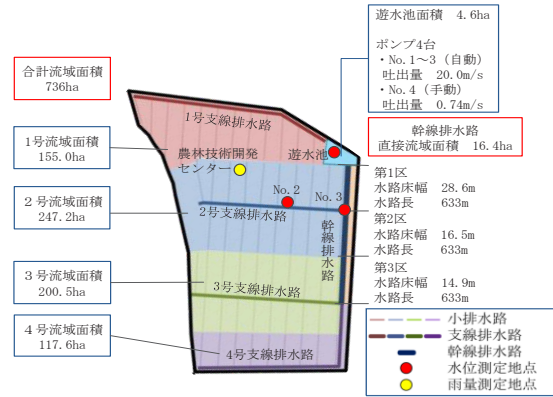 遊水池面積　4.6ha
ポンプ4台
・No.1～3（自動）
吐出量　20.0m/s
・No.4（手動）
吐出量　0.74m/s
合計流域面積
736ha
幹線排水路
直接流域面積　16.4ha
1号流域面積
155.0ha
２号流域面積
247.2ha
３号流域面積
200.5ha
４号流域面積
117.6ha
1号支線排水路
農林技術開発
センター
遊水池
No.2
No.3
2号支線排水路
幹線排水路
3号支線排水路
4号支線排水路
第1区
水路床幅　28.6m
水路長　633m
第2区
水路床幅　16.5m
水路長　633m
第3区
水路床幅　14.9m
水路長　633m
小排水路
支線排水路
幹線排水路
水位測定地点
雨量測定地点